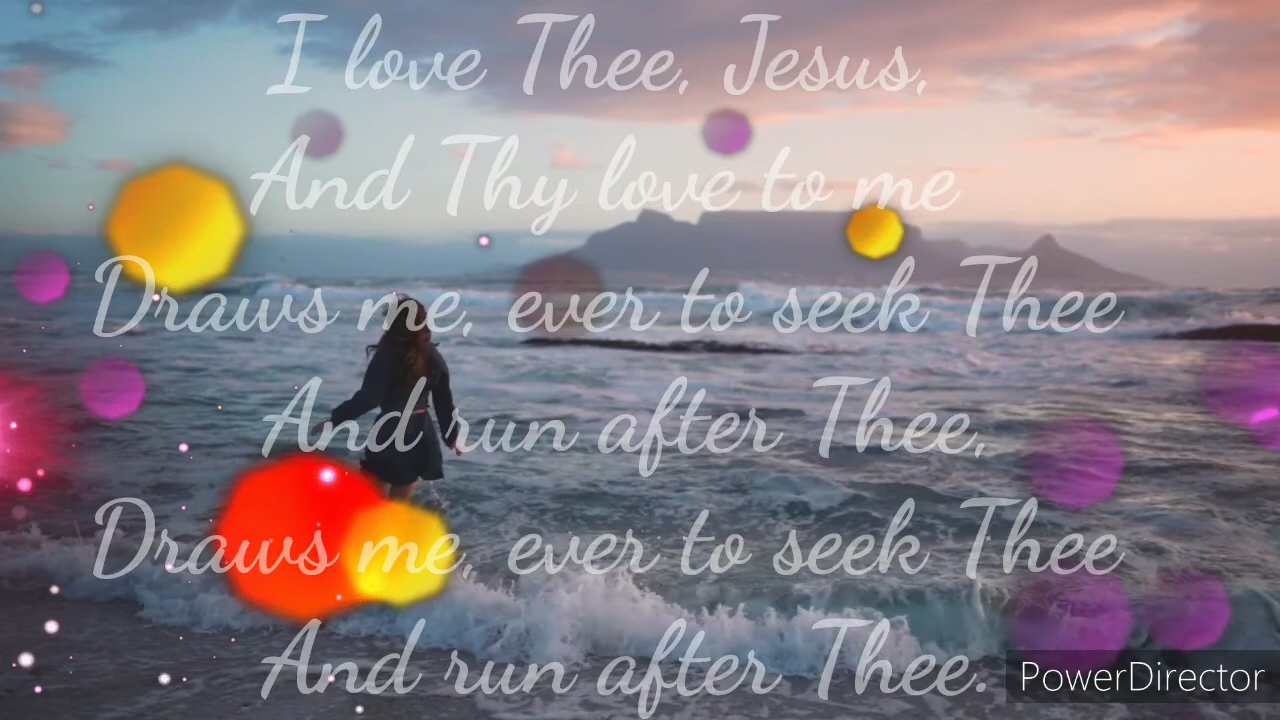 I love Thee, Jesus,
And Thy love to me
Draws me, ever to seek Thee
And run after Thee,
Draws me, ever to seek Thee
And run after Thee.
PowerDirector